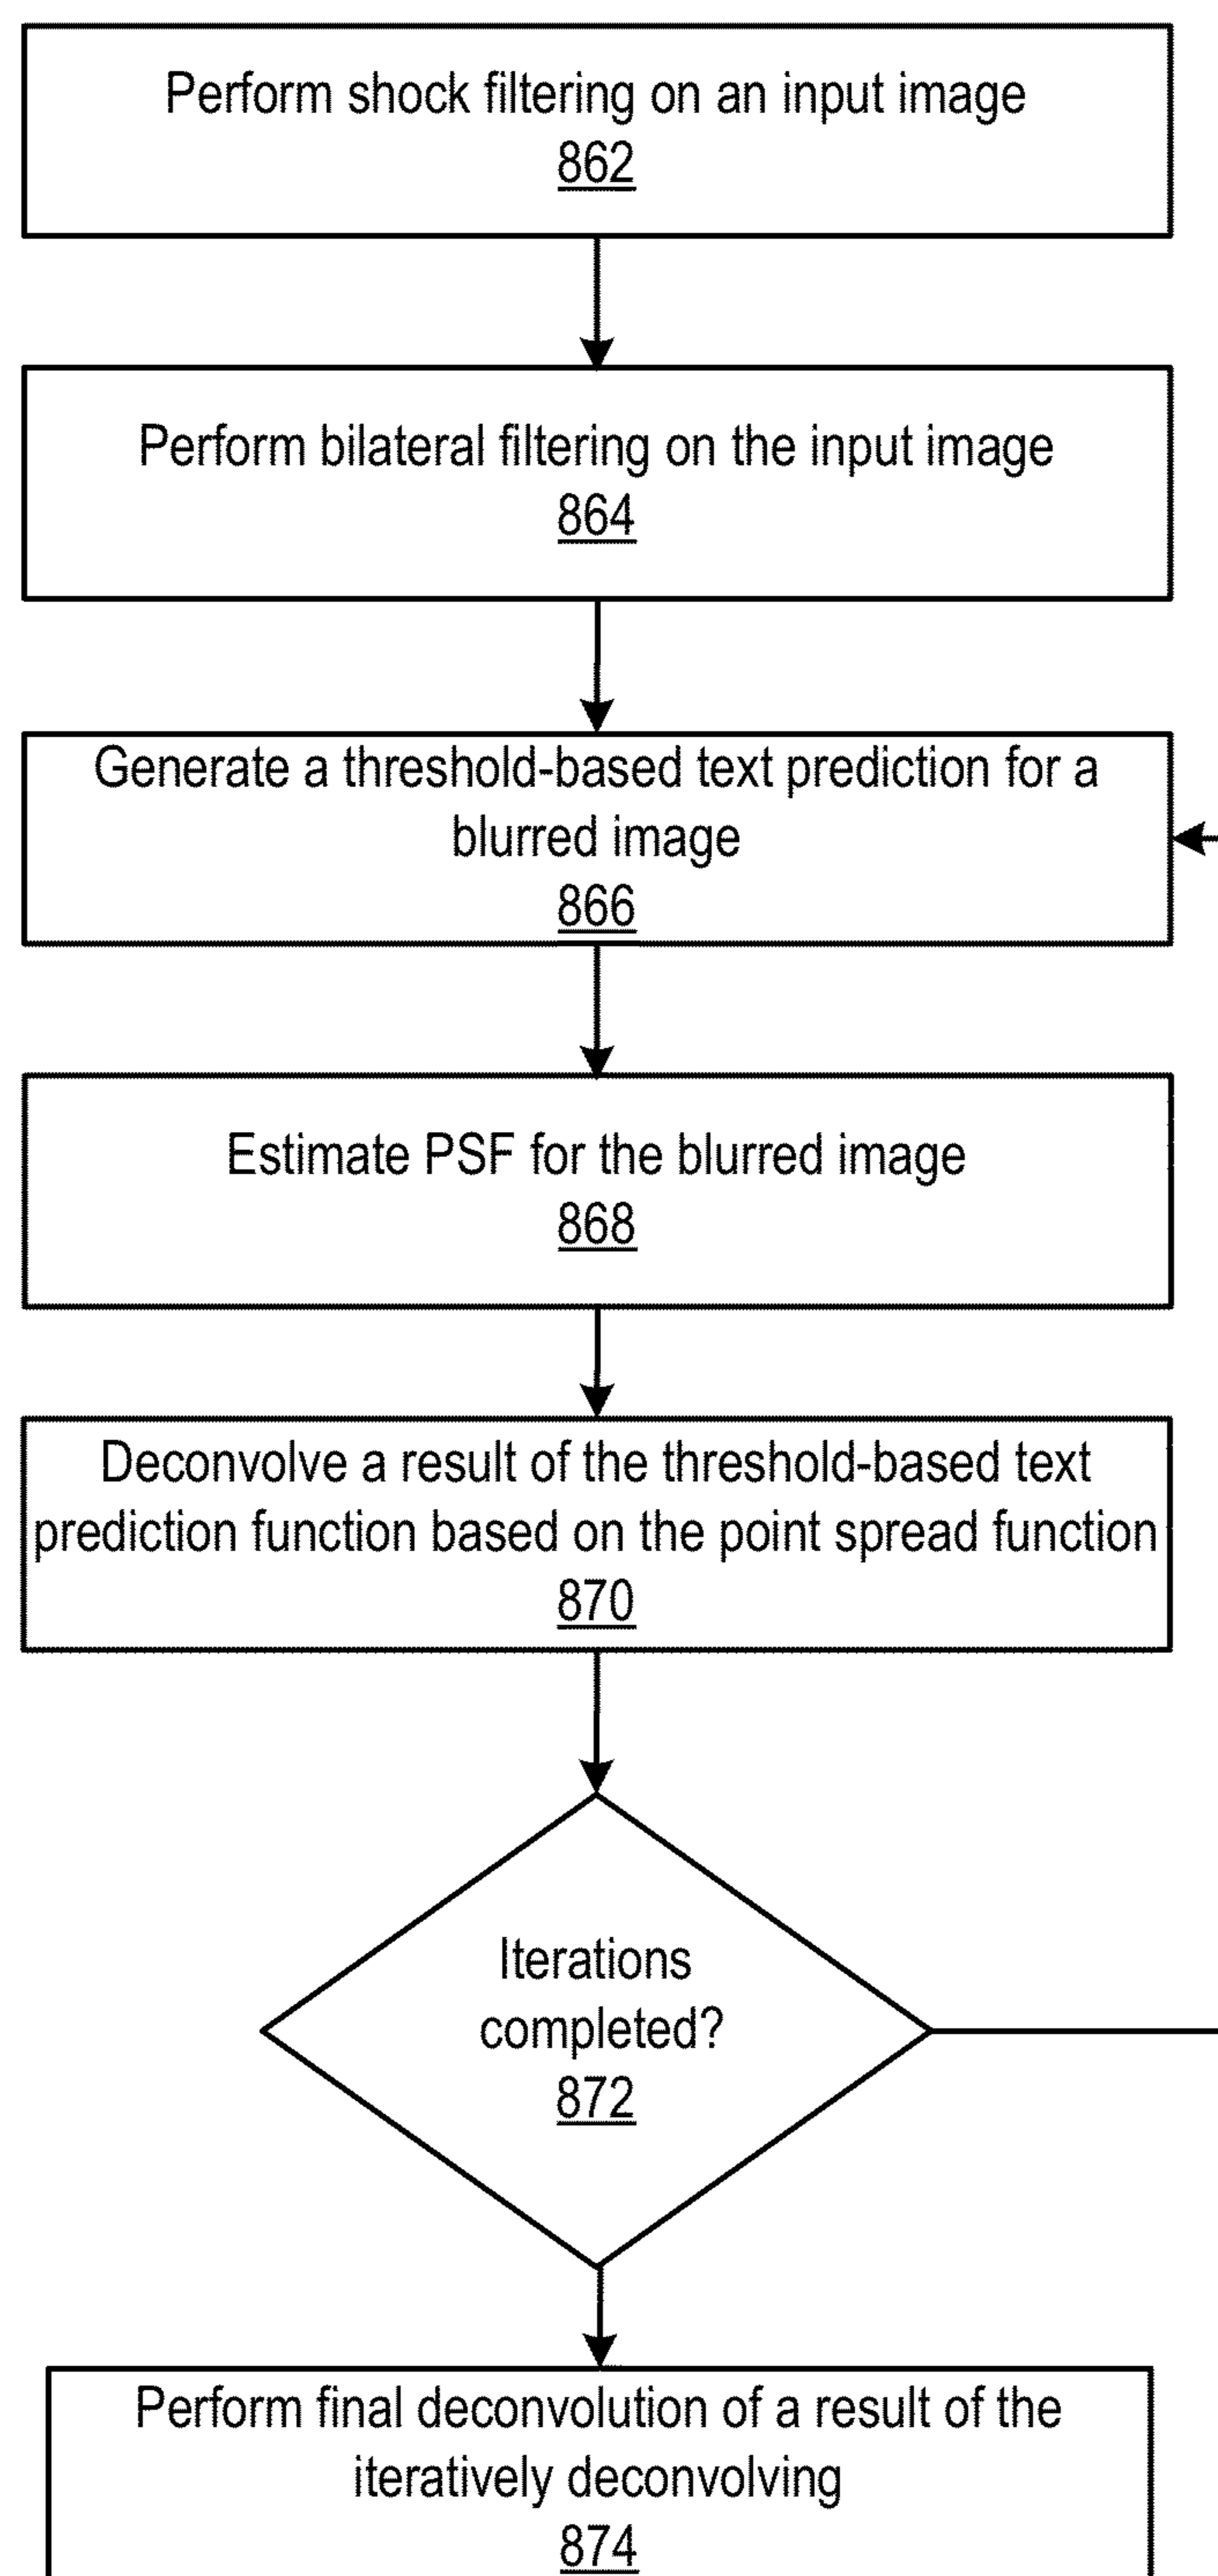 Perform shock filtering on an input image
862
Perform bilateral filtering on the input image
864
Generate a threshold-based text prediction for a
blurred image
866
Estimate PSF for the blurred image
868
Deconvolve a result of the threshold-based text
prediction function based on the point spread function
870
Iterations
completed?
872
Perform final deconvolution of a result of the
iteratively deconvolving
874